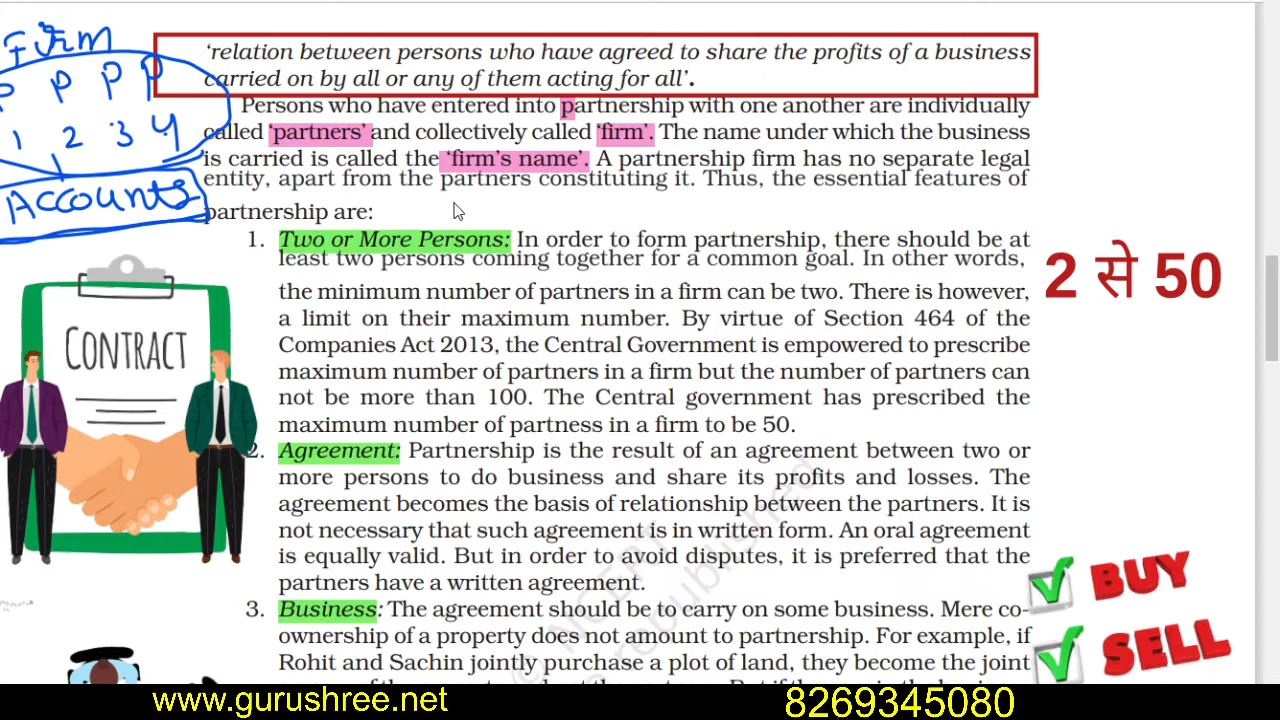 Firm
P P P P
1 2 3 4
Accounts
‘relation between persons who have agreed to share the profits of a business
carried on by all or any of them acting for all’.
Persons who have entered into partnership with one another are individually
called ‘partners’ and collectively called ‘firm’. The name under which the business
is carried is called the ‘firm’s name’. A partnership firm has no separate legal
entity, apart from the partners constituting it. Thus, the essential features of
partnership are:
1. Two or More Persons: In order to form partnership, there should be at
least two persons coming together for a common goal. In other words,
the minimum number of partners in a firm can be two. There is however,
a limit on their maximum number. By virtue of Section 464 of the
Companies Act 2013, the Central Government is empowered to prescribe
maximum number of partners in a firm but the number of partners can
not be more than 100. The Central government has prescribed the
maximum number of partness in a firm to be 50.
2 से 50
CONTRACT
2. Agreement: Partnership is the result of an agreement between two or
more persons to do business and share its profits and losses. The
agreement becomes the basis of relationship between the partners. It is
not necessary that such agreement is in written form. An oral agreement
is equally valid. But in order to avoid disputes, it is preferred that the
partners have a written agreement.
3. Business: The agreement should be to carry on some business. Mere co-
ownership of a property does not amount to partnership. For example, if
Rohit and Sachin jointly purchase a plot of land, they become the joint
BUY
SELL
© NCERT
republished
www.gurushree.net
8269345080